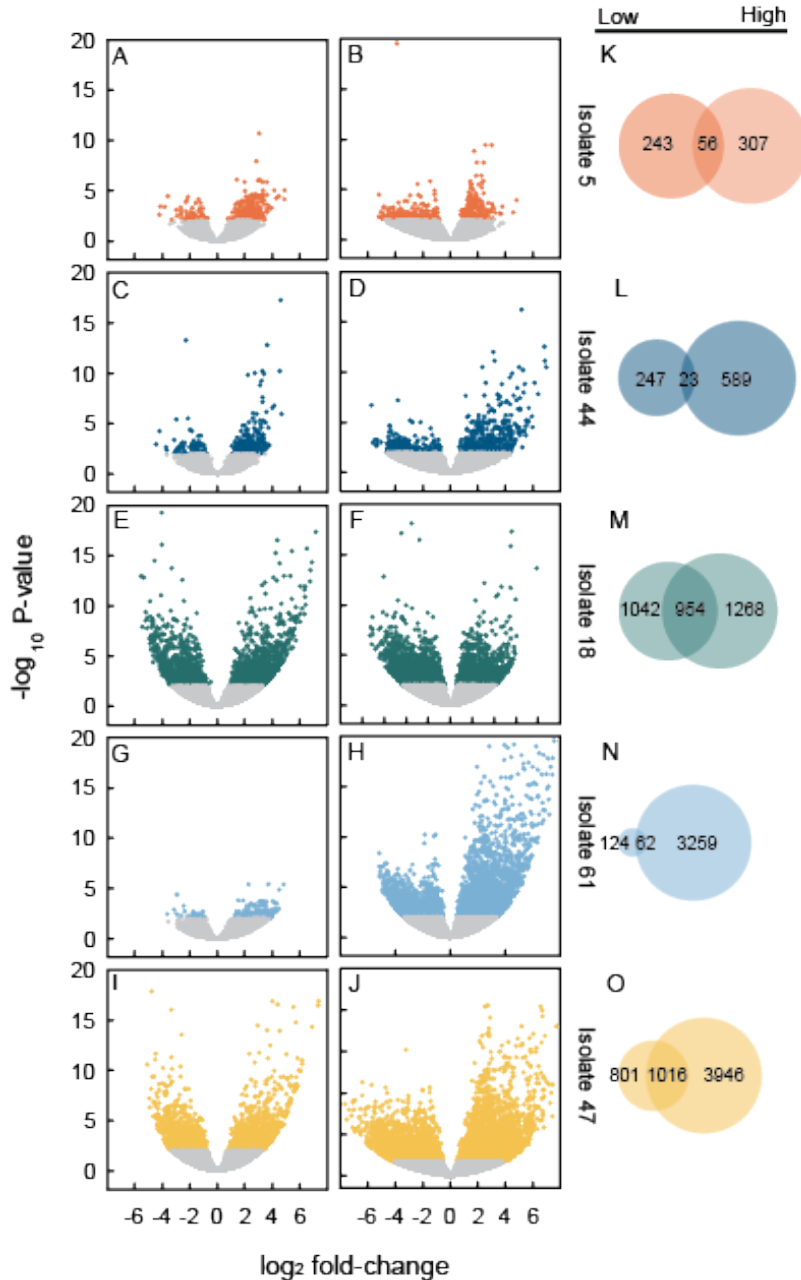 Low High
A
B
K
20
15
10
5
0
243 56 307
Isolate 5
C
D
L
20
15
10
5
0
247 23 589
Isolate 44
E
F
M
20
15
10
5
0
1042 954 1268
Isolate 18
G
H
N
20
15
10
5
0
124 62 3259
Isolate 61
I
J
O
20
15
10
5
0
801 1016 3946
Isolate 47
-log10 P-value
-6 -4 -2 0 2 4 6
-6 -4 -2 0 2 4 6
log2 fold-change